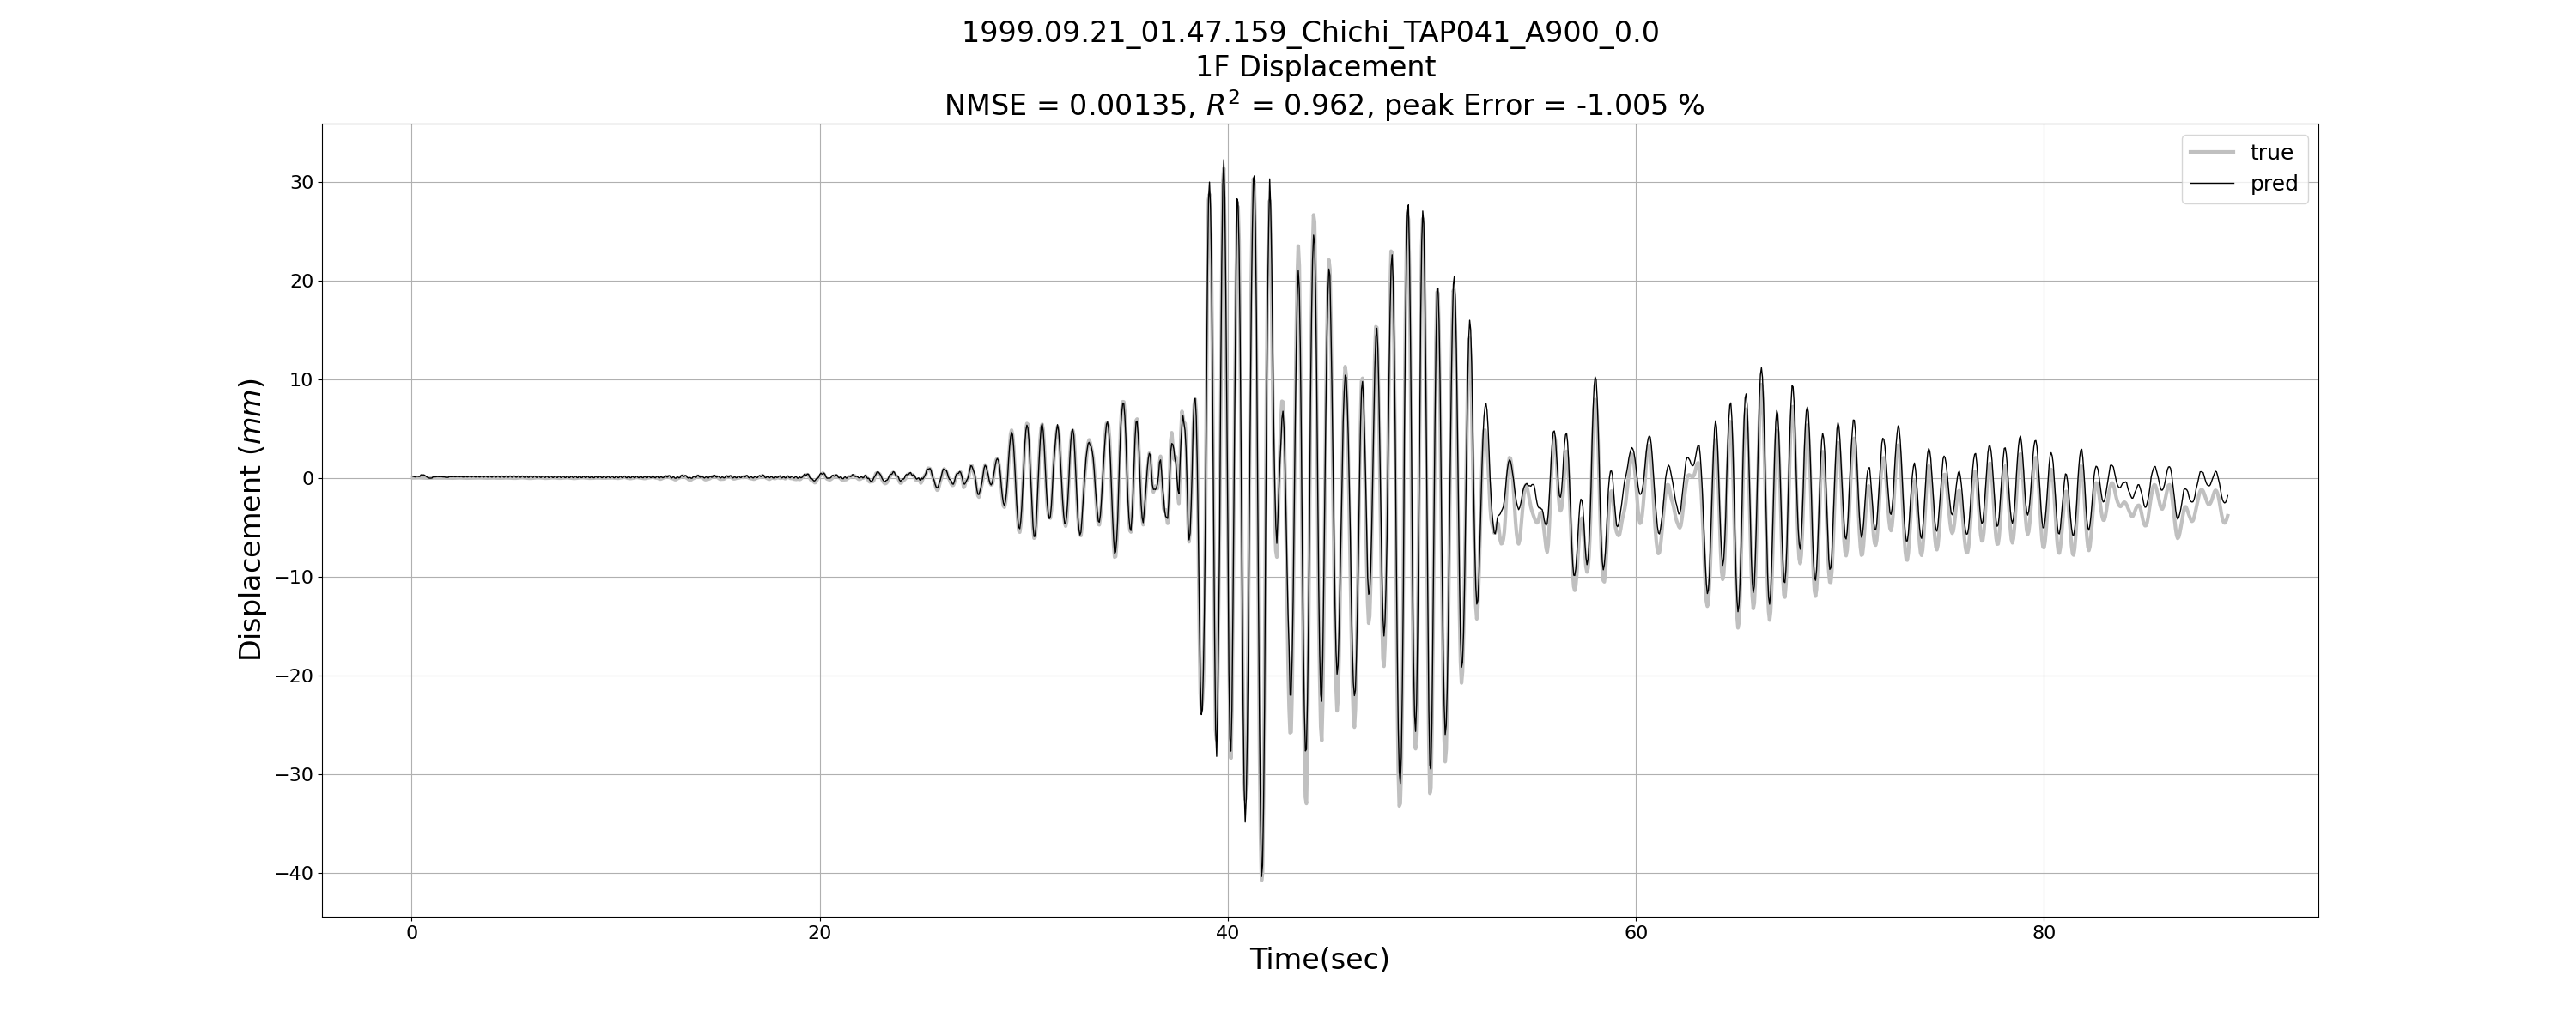 1999.09.21_01.47.159_Chichi_TAP041_A900_0.0
1F Displacement
NMSE = 0.00135, R² = 0.962, peak Error = -1.005 %
true
pred
Displacement (mm)
30
20
10
0
−10
−20
−30
−40
0
20
40
60
80
Time(sec)